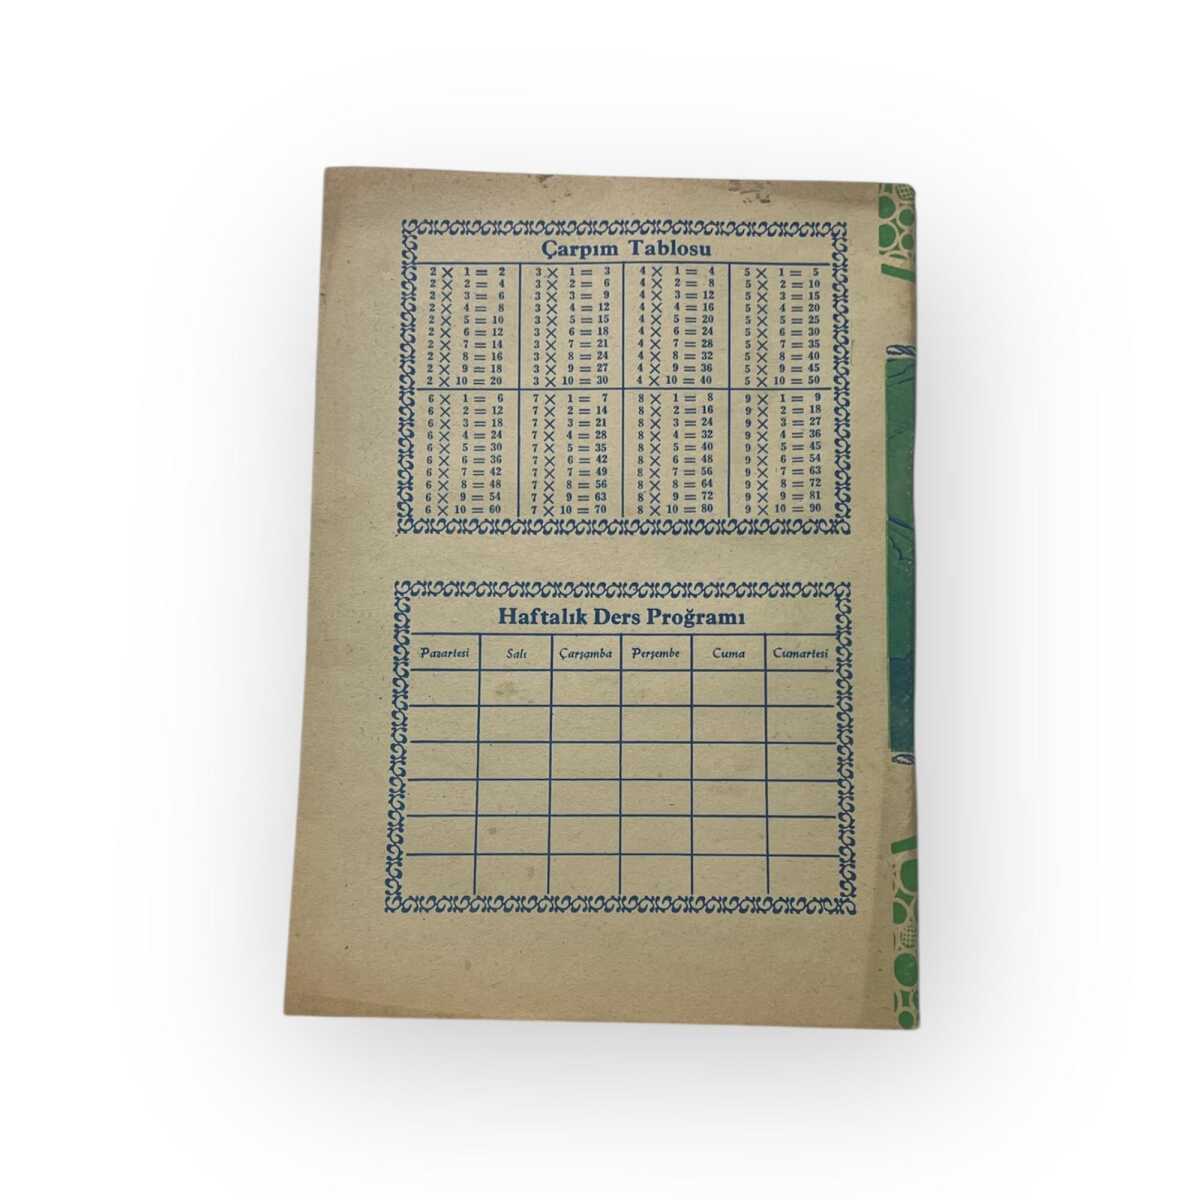 Çarpım Tablosu
2 × 1 = 2 3 × 1 = 3 4 × 1 = 4 5 × 1 = 5
2 × 2 = 4 3 × 2 = 6 4 × 2 = 8 5 × 2 = 10
2 × 3 = 6 3 × 3 = 9 4 × 3 = 12 5 × 3 = 15
2 × 4 = 8 3 × 4 = 12 4 × 4 = 16 5 × 4 = 20
2 × 5 = 10 3 × 5 = 15 4 × 5 = 20 5 × 5 = 25
2 × 6 = 12 3 × 6 = 18 4 × 6 = 24 5 × 6 = 30
2 × 7 = 14 3 × 7 = 21 4 × 7 = 28 5 × 7 = 35
2 × 8 = 16 3 × 8 = 24 4 × 8 = 32 5 × 8 = 40
2 × 9 = 18 3 × 9 = 27 4 × 9 = 36 5 × 9 = 45
2 × 10 = 20 3 × 10 = 30 4 × 10 = 40 5 × 10 = 50
6 × 1 = 6 7 × 1 = 7 8 × 1 = 8 9 × 1 = 9
6 × 2 = 12 7 × 2 = 14 8 × 2 = 16 9 × 2 = 18
6 × 3 = 18 7 × 3 = 21 8 × 3 = 24 9 × 3 = 27
6 × 4 = 24 7 × 4 = 28 8 × 4 = 32 9 × 4 = 36
6 × 5 = 30 7 × 5 = 35 8 × 5 = 40 9 × 5 = 45
6 × 6 = 36 7 × 6 = 42 8 × 6 = 48 9 × 6 = 54
6 × 7 = 42 7 × 7 = 49 8 × 7 = 56 9 × 7 = 63
6 × 8 = 48 7 × 8 = 56 8 × 8 = 64 9 × 8 = 72
6 × 9 = 54 7 × 9 = 63 8 × 9 = 72 9 × 9 = 81
6 × 10 = 60 7 × 10 = 70 8 × 10 = 80 9 × 10 = 90
Haftalık Ders Proğramı
Pazartesi Salı Çarşamba Perşembe Cuma Cumartesi